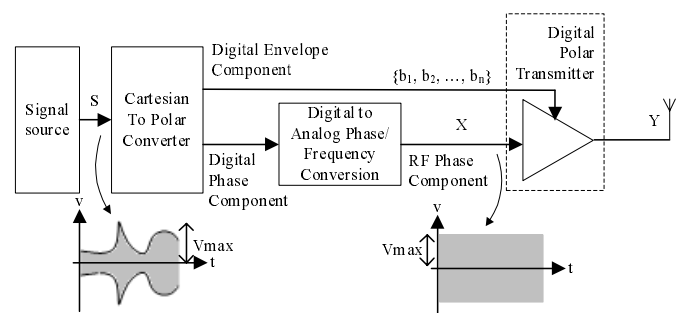 Digital
Polar
Transmitter
Digital Envelope
Component
{b1, b2, …, bn}
Signal
source
S
Cartesian
To Polar
Converter
Digital to
Analog Phase/
Frequency
Conversion
X
Y
Digital
Phase
Component
RF Phase
Component
v
Vmax
t
v
Vmax
t